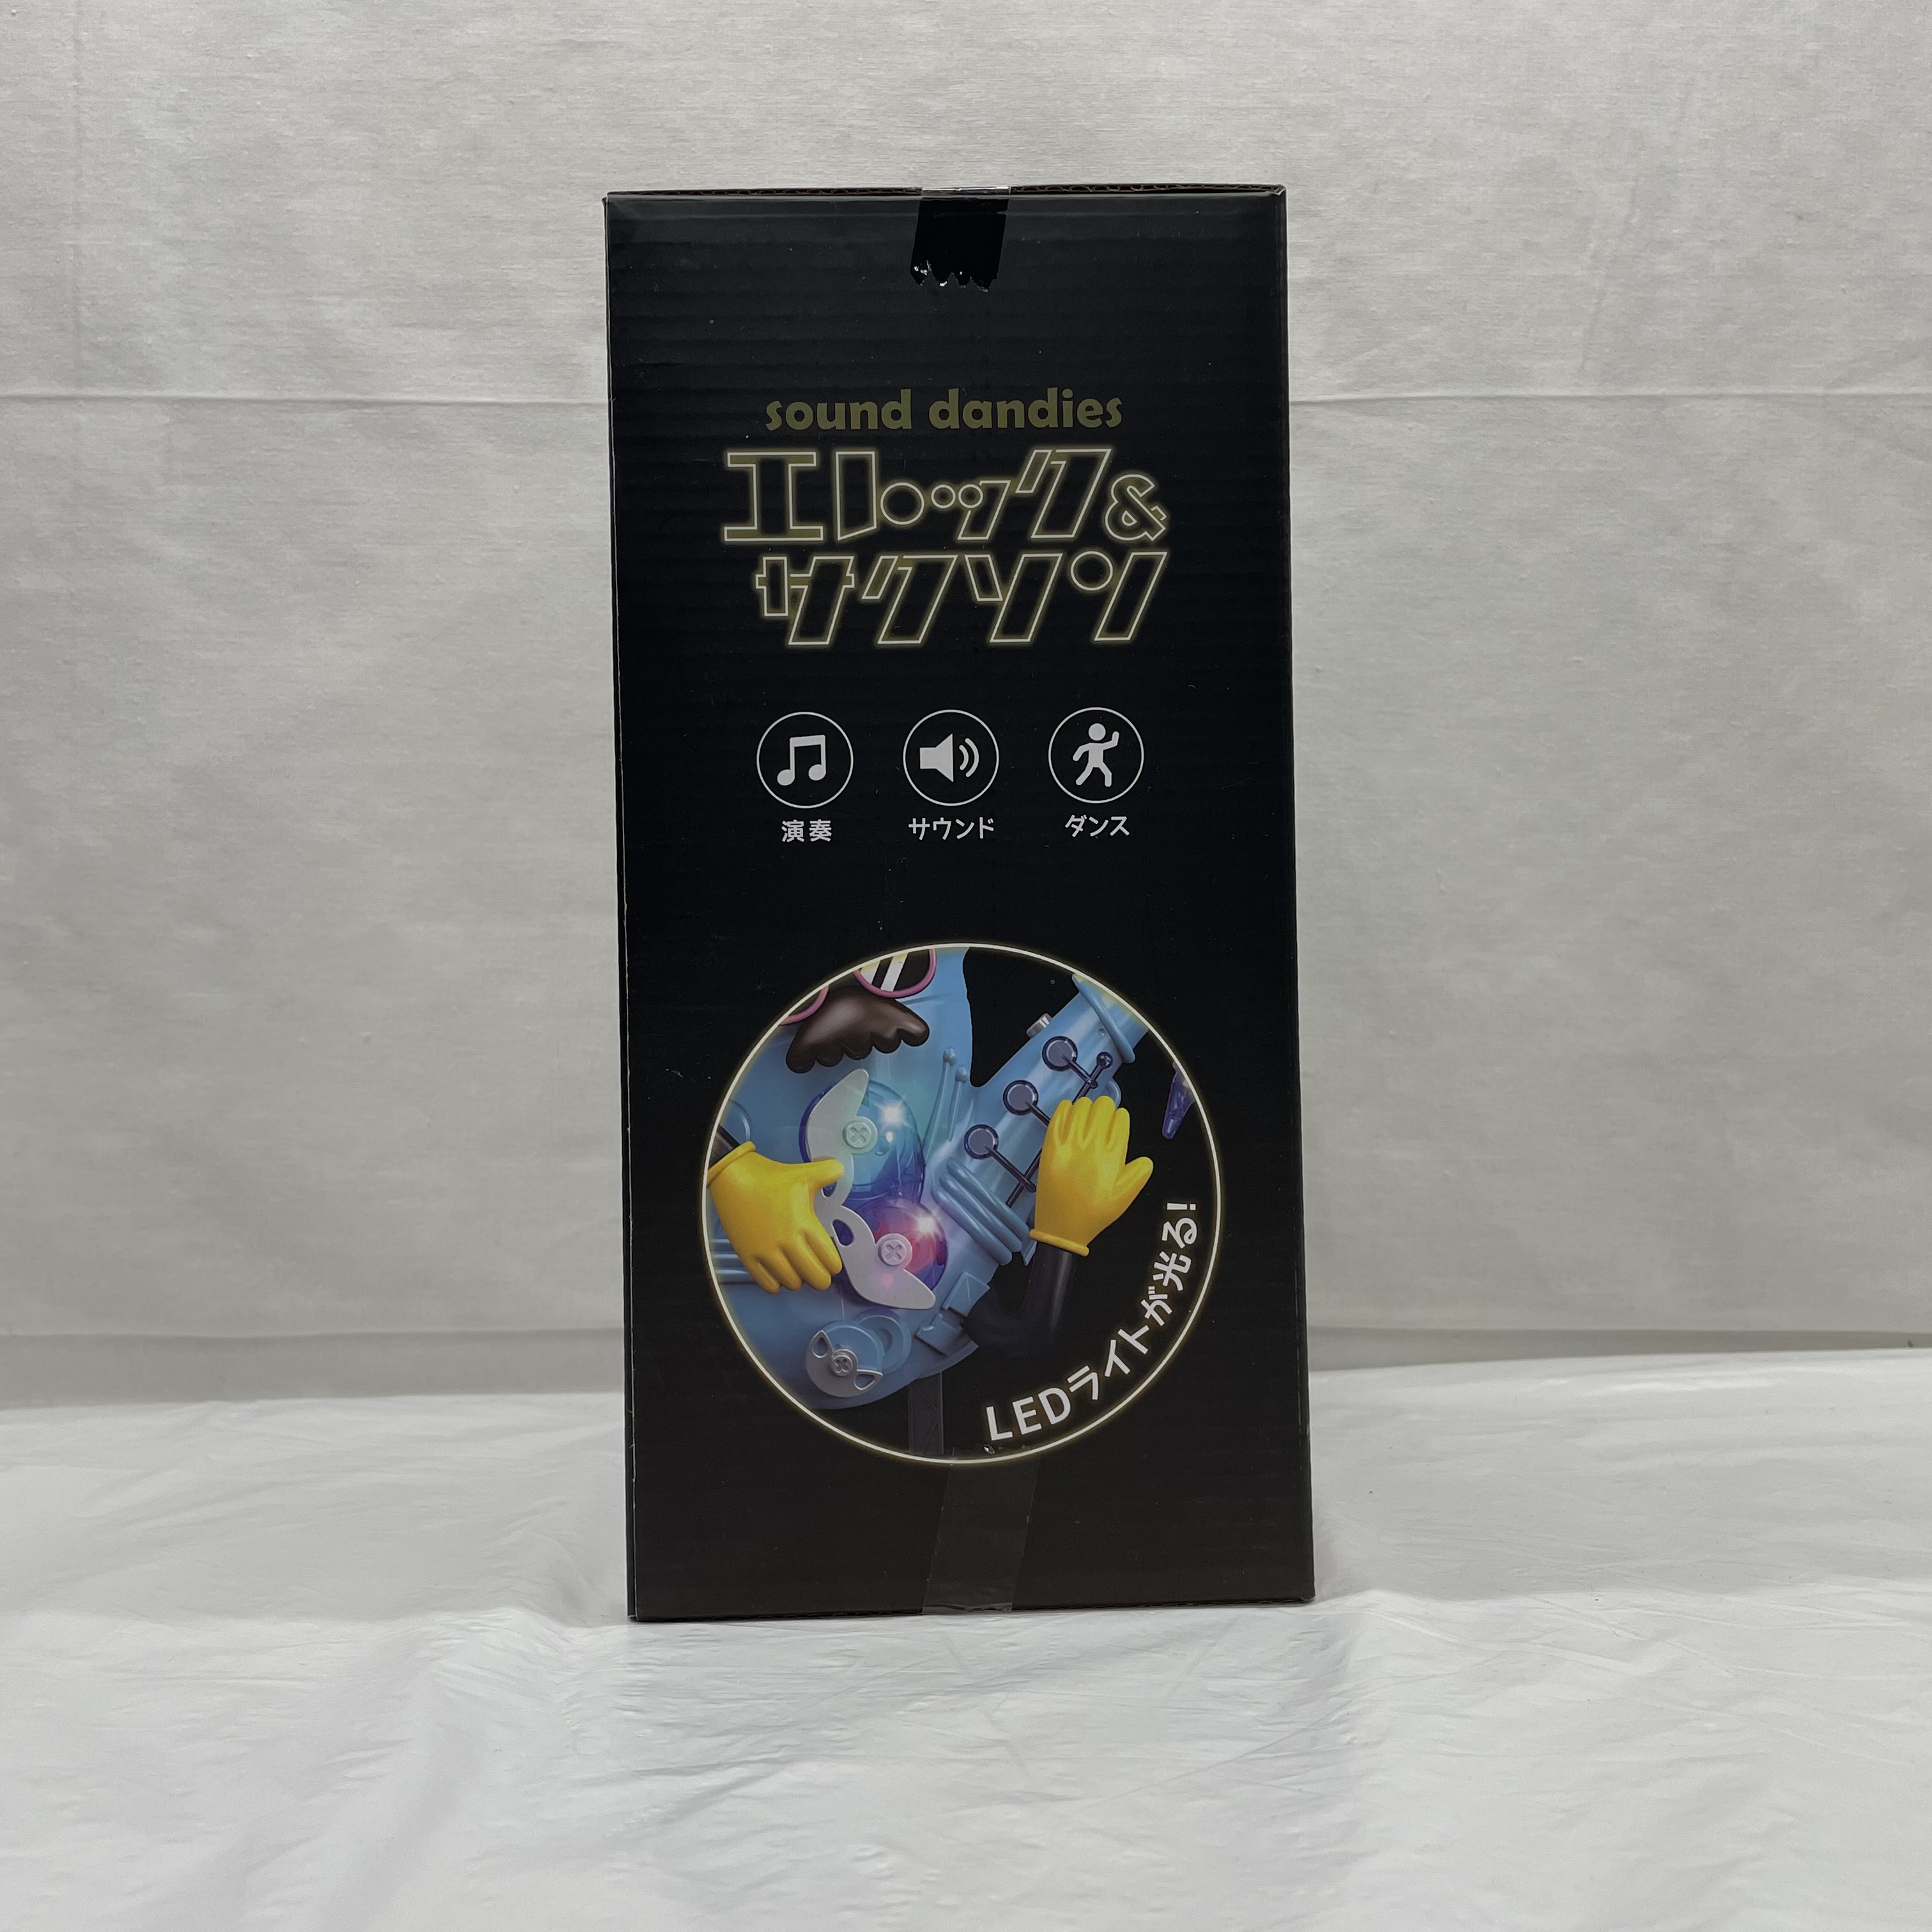 sound dandies
エレック&
サクソン
演奏
サウンド
ダンス
LEDライトが光る!